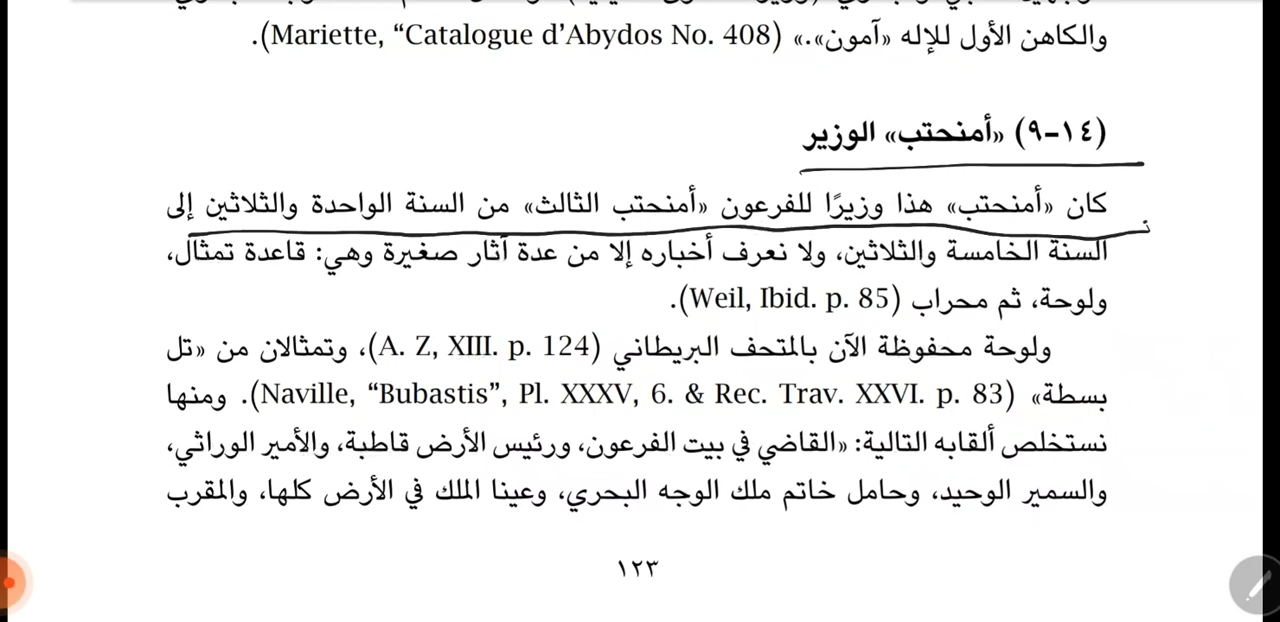 والكاهن الأول للإله «آمون».» (Mariette, “Catalogue d’Abydos No. 408).
(١٤-٩) «أمنحتب» الوزير
كان «أمنحتب» هذا وزيرًا للفرعون «أمنحتب الثالث» من السنة الواحدة والثلاثين إلى
السنة الخامسة والثلاثين، ولا نعرف أخباره إلا من عدة آثار صغيرة وهي: قاعدة تمثال،
ولوحة، ثم محراب (Weil, Ibid. p. 85).
ولوحة محفوظة الآن بالمتحف البريطاني (A. Z, XIII. p. 124)، وتمثالان من «تل
بسطة» (Naville, “Bubastis”, Pl. XXXV, 6. & Rec. Trav. XXVI. p. 83). ومنها
نستخلص ألقابه التالية: «القاضي في بيت الفرعون، ورئيس الأرض قاطبة، والأمير الوراثي،
والسمير الوحيد، وحامل خاتم ملك الوجه البحري، وعينا الملك في الأرض كلها، والمقرب
١٢٣